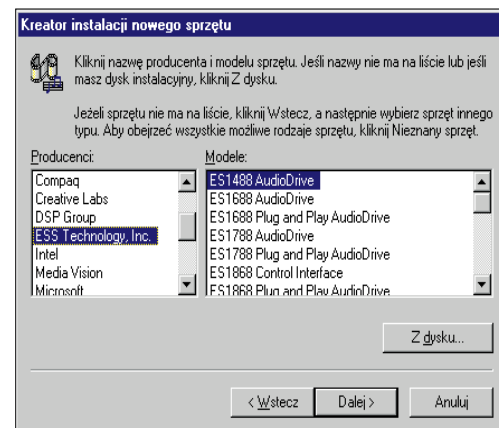 Kreator instalacji nowego sprzętu
Kliknij nazwę producenta i modelu sprzętu. Jeśli nazwy nie ma na liście lub jeśli
masz dysk instalacyjny, kliknij Z dysku.
Jeżeli sprzętu nie ma na liście, kliknij Wstecz, a następnie wybierz sprzęt innego
typu. Aby obejrzeć wszystkie możliwe rodzaje sprzętu, kliknij Nieznany sprzęt.
Producenci:
Compaq
Creative Labs
DSP Group
ESS Technology, Inc.
Intel
Media Vision
Microsoft
Modele:
ES1488 AudioDrive
ES1688 AudioDrive
ES1688 Plug and Play AudioDrive
ES1788 AudioDrive
ES1788 Plug and Play AudioDrive
ES1868 Control Interface
ES1868 Plug and Play AudioDrive
Z dysku...
< Wstecz
Dalej >
Anuluj